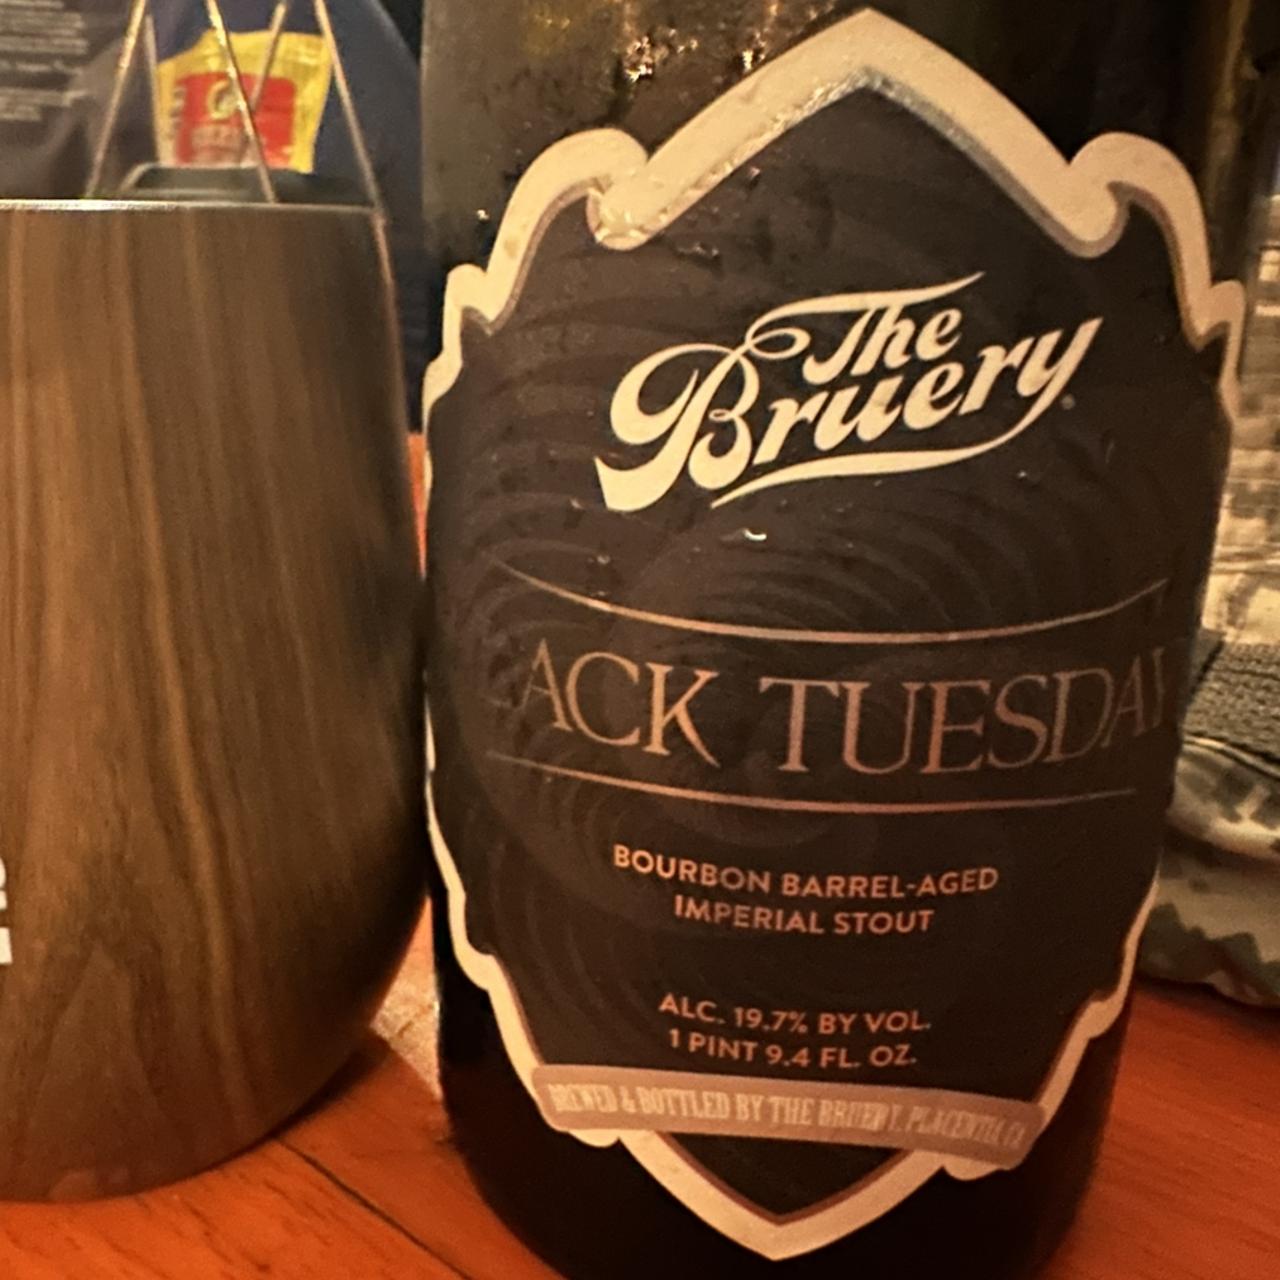 The
Bruery
ACK TUESDAY
BOURBON BARREL-AGED
IMPERIAL STOUT
ALC. 19.7% BY VOL.
1 PINT 9.4 FL. OZ.
BREWED & BOTTLED BY THE BRUERY, PLACENTIA CA